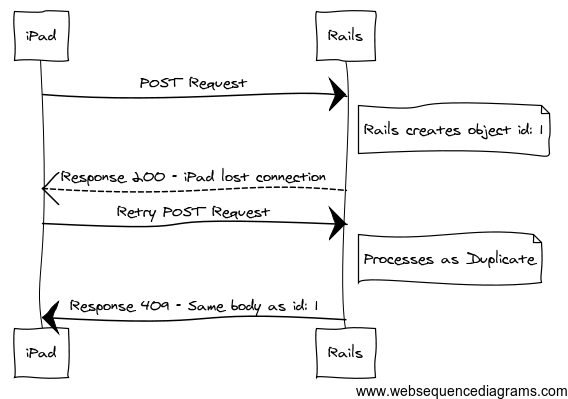 iPad
Rails
POST Request
Rails creates object id: 1
Response 200 - iPad lost connection
Retry POST Request
Processes as Duplicate
Response 409 - Same body as id: 1
iPad
Rails
www.websequencediagrams.com